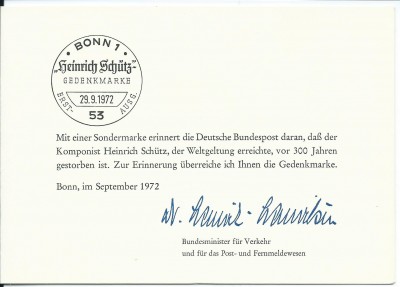 BONN 1
„Heinrich Schütz“-
GEDENKMARKE
ERST-
29.9.1972
AUSG.
53
Mit einer Sondermarke erinnert die Deutsche Bundespost daran, daß der
Komponist Heinrich Schütz, der Weltgeltung erreichte, vor 300 Jahren
gestorben ist. Zur Erinnerung überreiche ich Ihnen die Gedenkmarke.
Bonn, im September 1972
Bundesminister für Verkehr
und für das Post- und Fernmeldewesen